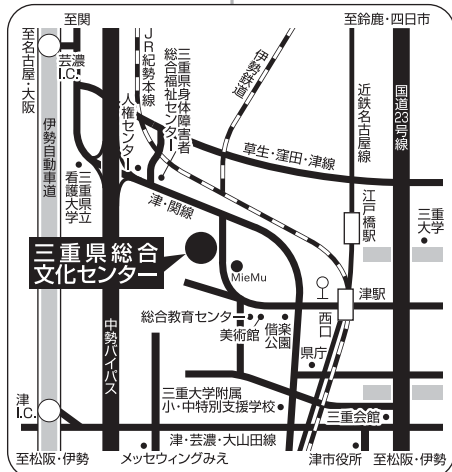 至関
至鈴鹿・四日市
至名古屋・大阪
芸濃
I.C.
JR紀勢本線
三重県身体障害者
総合福祉センター
人権センター
伊勢鉄道
近鉄名古屋線
国道23号線
伊勢自動車道
三重県立
看護大学
草生・窪田・津線
津・関線
江戸橋駅
三重
大学
三重県総合
文化センター
MieMu
津駅
西口
総合教育センター
美術館
偕楽
公園
県庁
中勢バイパス
三重大学附属
小・中特別支援学校
三重会館
津
I.C.
津・芸濃・大山田線
至松阪・伊勢
メッセウィングみえ
津市役所
至松阪・伊勢